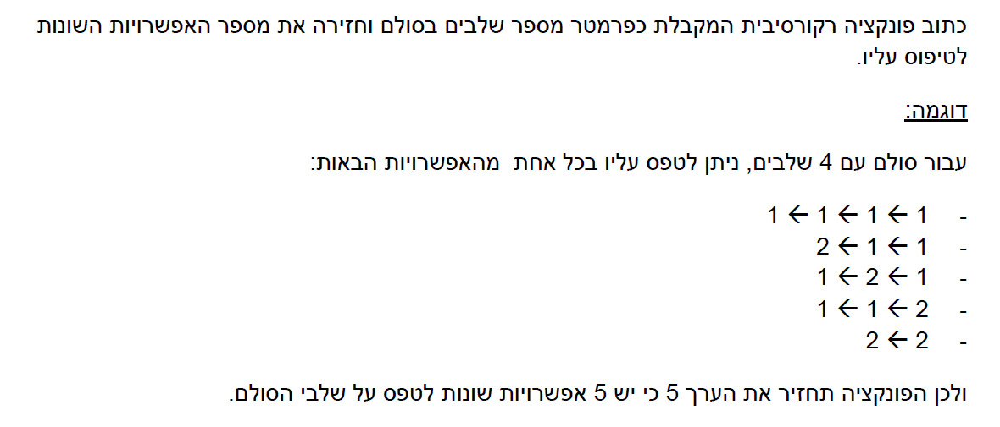 כתוב פונקציה רקורסיבית המקבלת כפרמטר מספר שלבים בסולם וחזירה את מספר האפשרויות השונות
לטיפוס עליו.
דוגמה:
עבור סולם עם 4 שלבים, ניתן לטפס עליו בכל אחת  מהאפשרויות הבאות:
- 1 ← 1 ← 1 ← 1
- 1 ← 1 ← 2
- 1 ← 2 ← 1
- 2 ← 1 ← 1
- 2 ← 2
ולכן הפונקציה תחזיר את הערך 5 כי יש 5 אפשרויות שונות לטפס על שלבי הסולם.